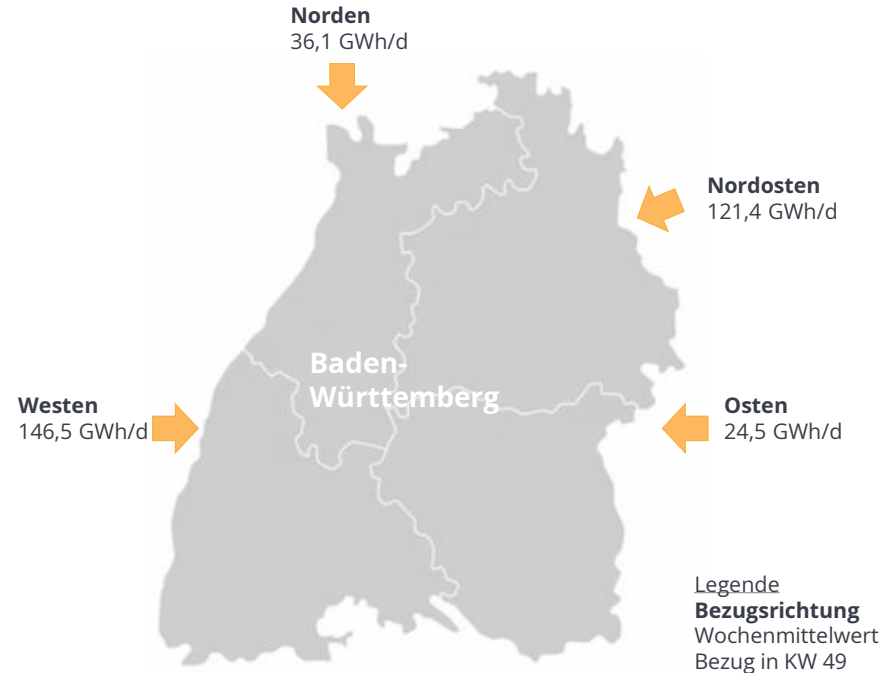 Norden
36,1 GWh/d
Nordosten
121,4 GWh/d
Baden-
Württemberg
Westen
146,5 GWh/d
Osten
24,5 GWh/d
Legende
Bezugsrichtung
Wochenmittelwert
Bezug in KW 49